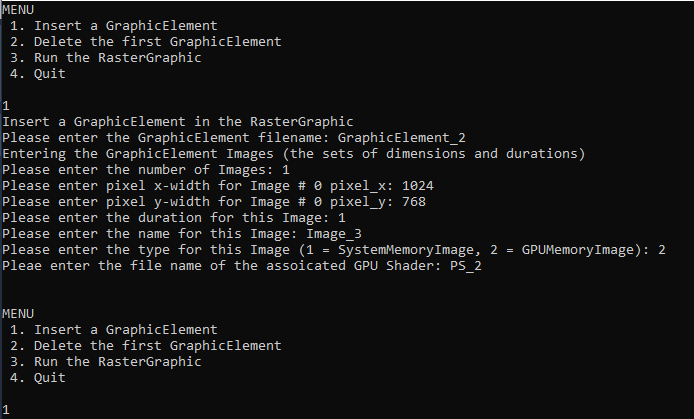 MENU
1. Insert a GraphicElement
2. Delete the first GraphicElement
3. Run the RasterGraphic
4. Quit
1
Insert a GraphicElement in the RasterGraphic
Please enter the GraphicElement filename: GraphicElement_2
Entering the GraphicElement Images (the sets of dimensions and durations)
Please enter the number of Images: 1
Please enter pixel x-width for Image # 0 pixel_x: 1024
Please enter pixel y-width for Image # 0 pixel_y: 768
Please enter the duration for this Image: 1
Please enter the name for this Image: Image_3
Please enter the type for this Image (1 = SystemMemoryImage, 2 = GPUMemoryImage): 2
Pleae enter the file name of the assoicated GPU Shader: PS_2
MENU
1. Insert a GraphicElement
2. Delete the first GraphicElement
3. Run the RasterGraphic
4. Quit
1